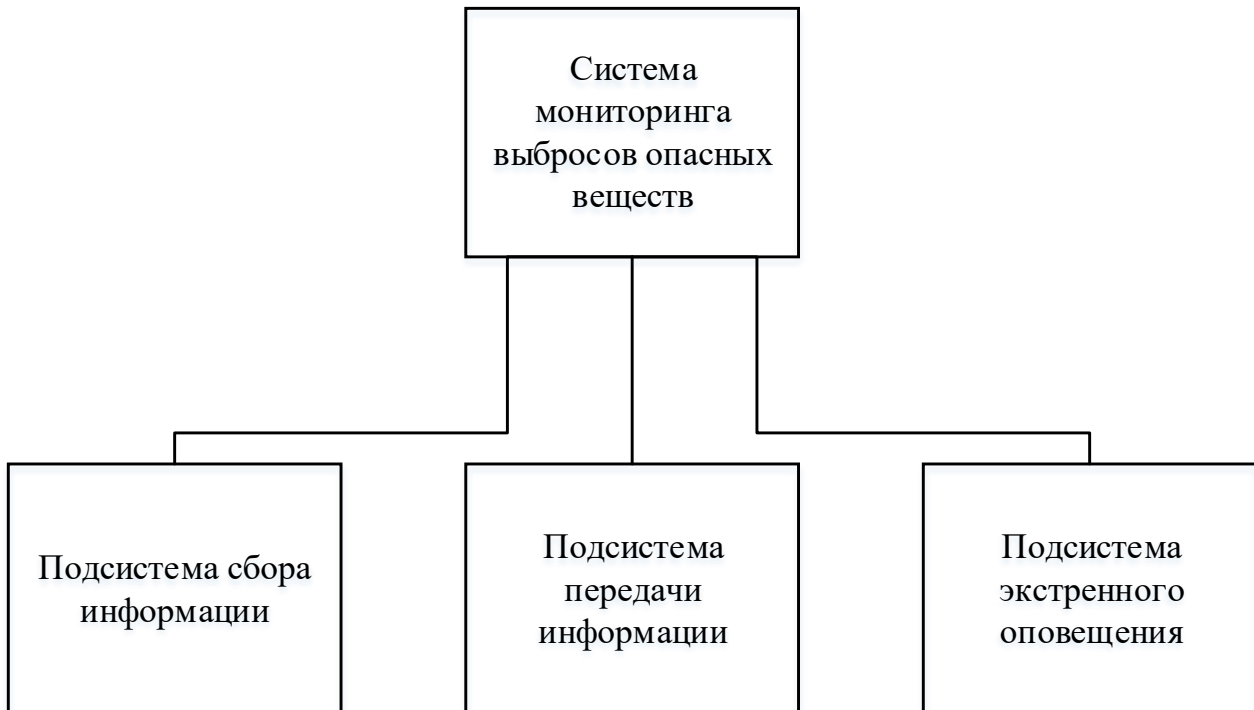 Система
мониторинга
выбросов опасных
веществ
Подсистема сбора
информации
Подсистема
передачи
информации
Подсистема
экстренного
оповещения